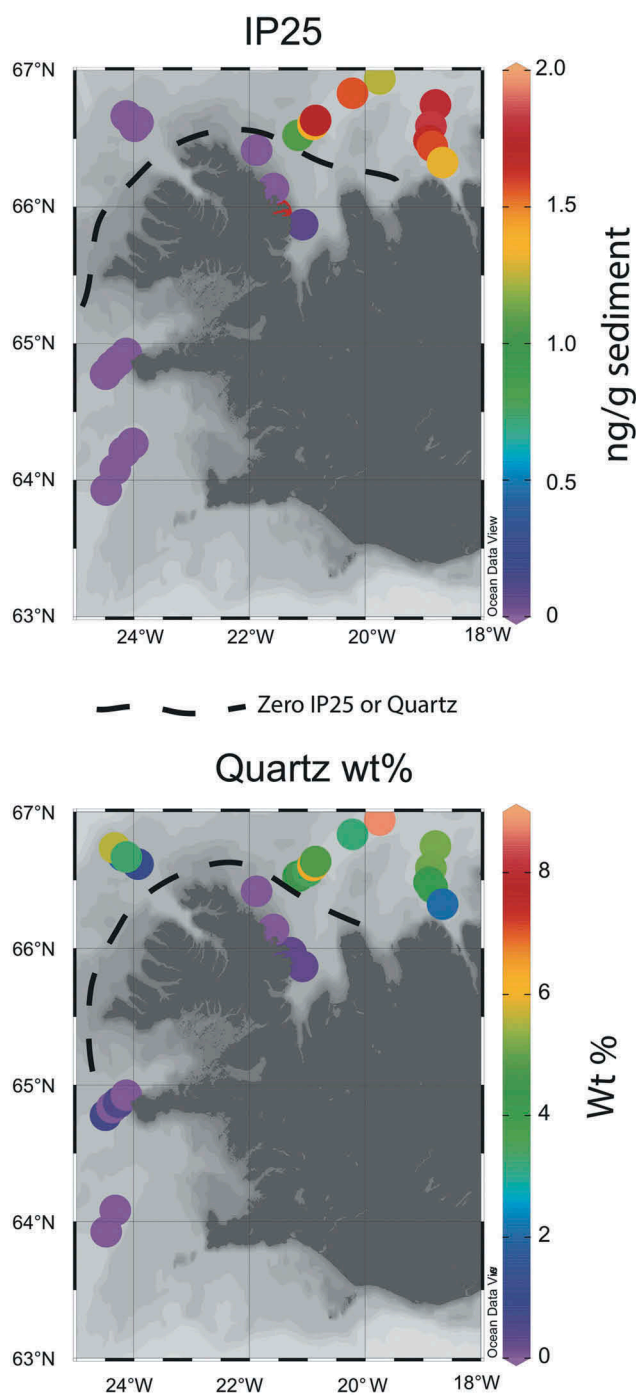 IP25
67°N
66°N
65°N
64°N
63°N
24°W
22°W
20°W
18°W
Ocean Data View
2.0
1.5
1.0
0.5
0
ng/g sediment
Zero IP25 or Quartz
Quartz wt%
67°N
66°N
65°N
64°N
63°N
24°W
22°W
20°W
18°W
Ocean Data
8
6
4
2
0
Wt %